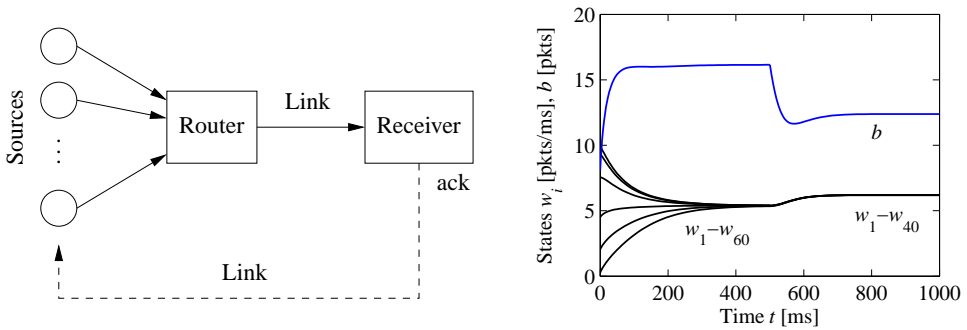 Sources
...
Router
Link
Receiver
ack
Link
States w_i [pkts/ms], b [pkts]
20
15
10
5
0
b
w_1–w_60
w_1–w_40
0
200
400
600
800
1000
Time t [ms]